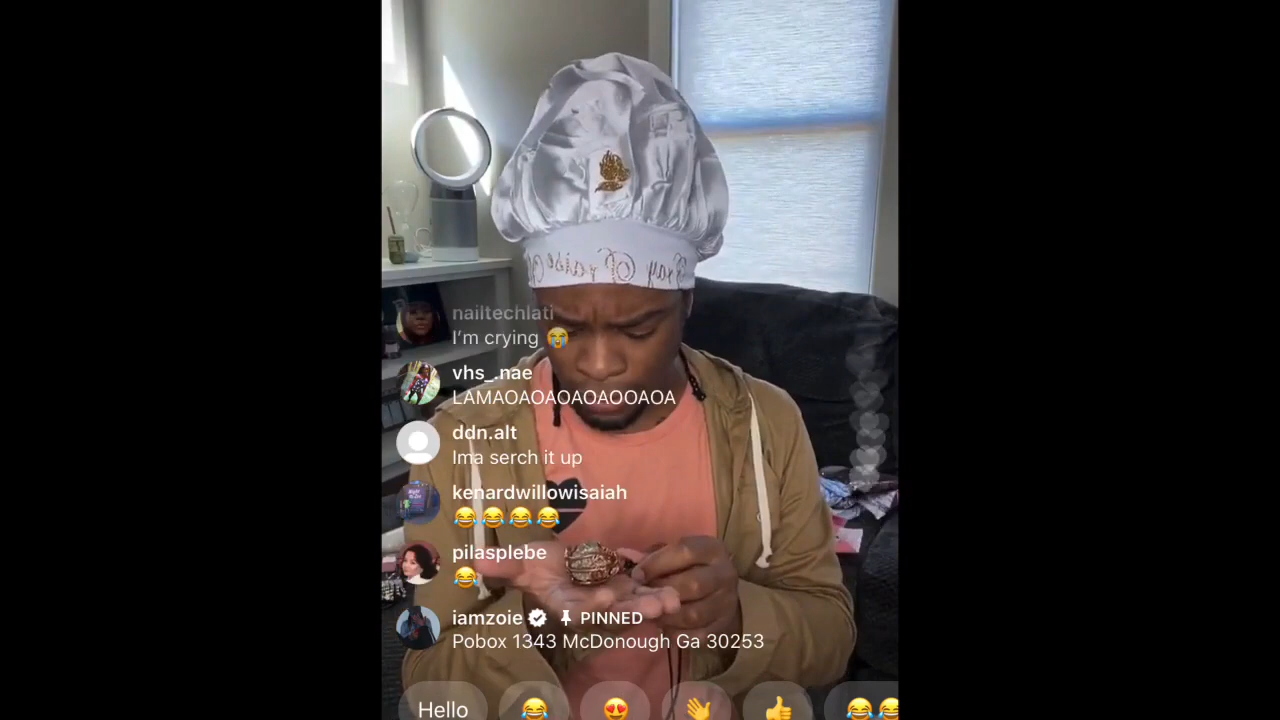 nailtechlati
I'm crying 😭
vhs_.nae
LAMAOAOAOAOAOOAOA
ddn.alt
Ima serch it up
kenardwillowisaiah
😂😂😂😂
pilasplebe
😂
iamzoie PINNED
Pobox 1343 McDonough Ga 30253
Hello 😂 😍 👋 👍 😂😂